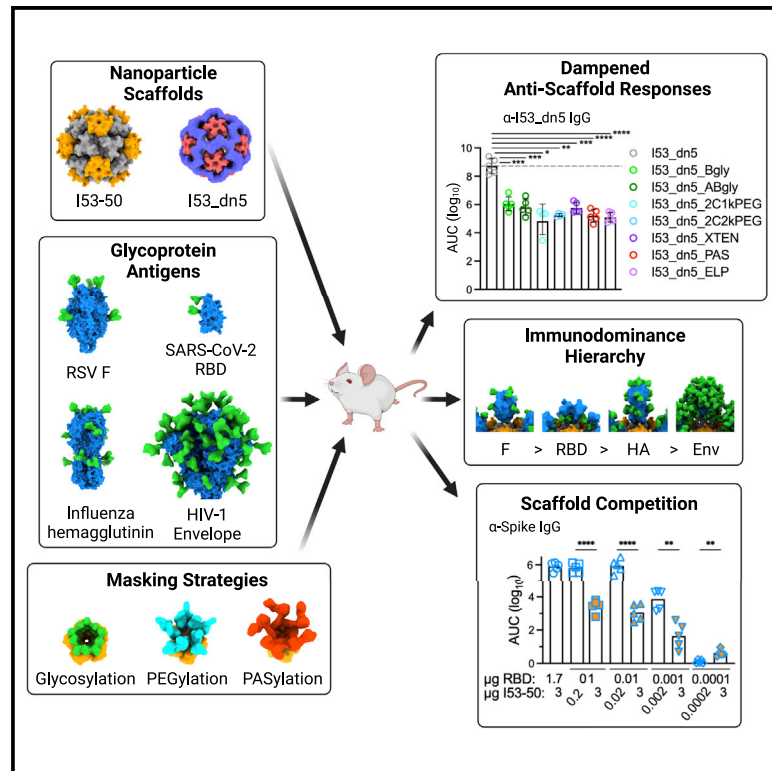 Nanoparticle
Scaffolds
I53-50
I53_dn5
Glycoprotein
Antigens
RSV F
SARS-CoV-2
RBD
Influenza
hemagglutinin
HIV-1
Envelope
Masking Strategies
Glycosylation
PEGylation
PASylation
Dampened
Anti-Scaffold Responses
α-I53_dn5 IgG
****
****
***
**
*
***
***
AUC (log10)
10
8
6
4
2
0
I53_dn5
I53_dn5_Bgly
I53_dn5_ABgly
I53_dn5_2C1kPEG
I53_dn5_2C2kPEG
I53_dn5_XTEN
I53_dn5_PAS
I53_dn5_ELP
Immunodominance
Hierarchy
F > RBD > HA > Env
Scaffold Competition
α-Spike IgG
**** **** ** **
AUC (log10)
6
4
2
0
µg RBD: 1.7 01 0.01 0.001 0.0001
µg I53-50: 3 0.2 3 0.02 3 0.002 3 0.0002 3